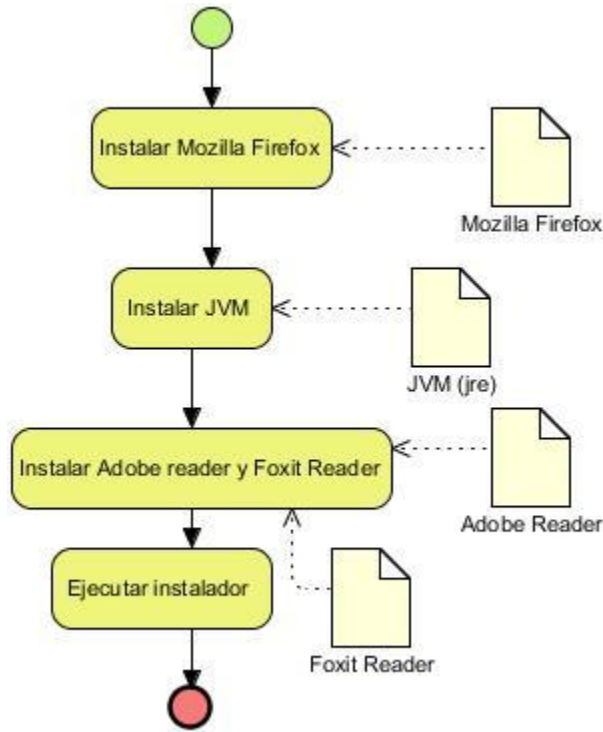 Instalar Mozilla Firefox
Mozilla Firefox
Instalar JVM
JVM (jre)
Instalar Adobe reader y Foxit Reader
Adobe Reader
Ejecutar instalador
Foxit Reader